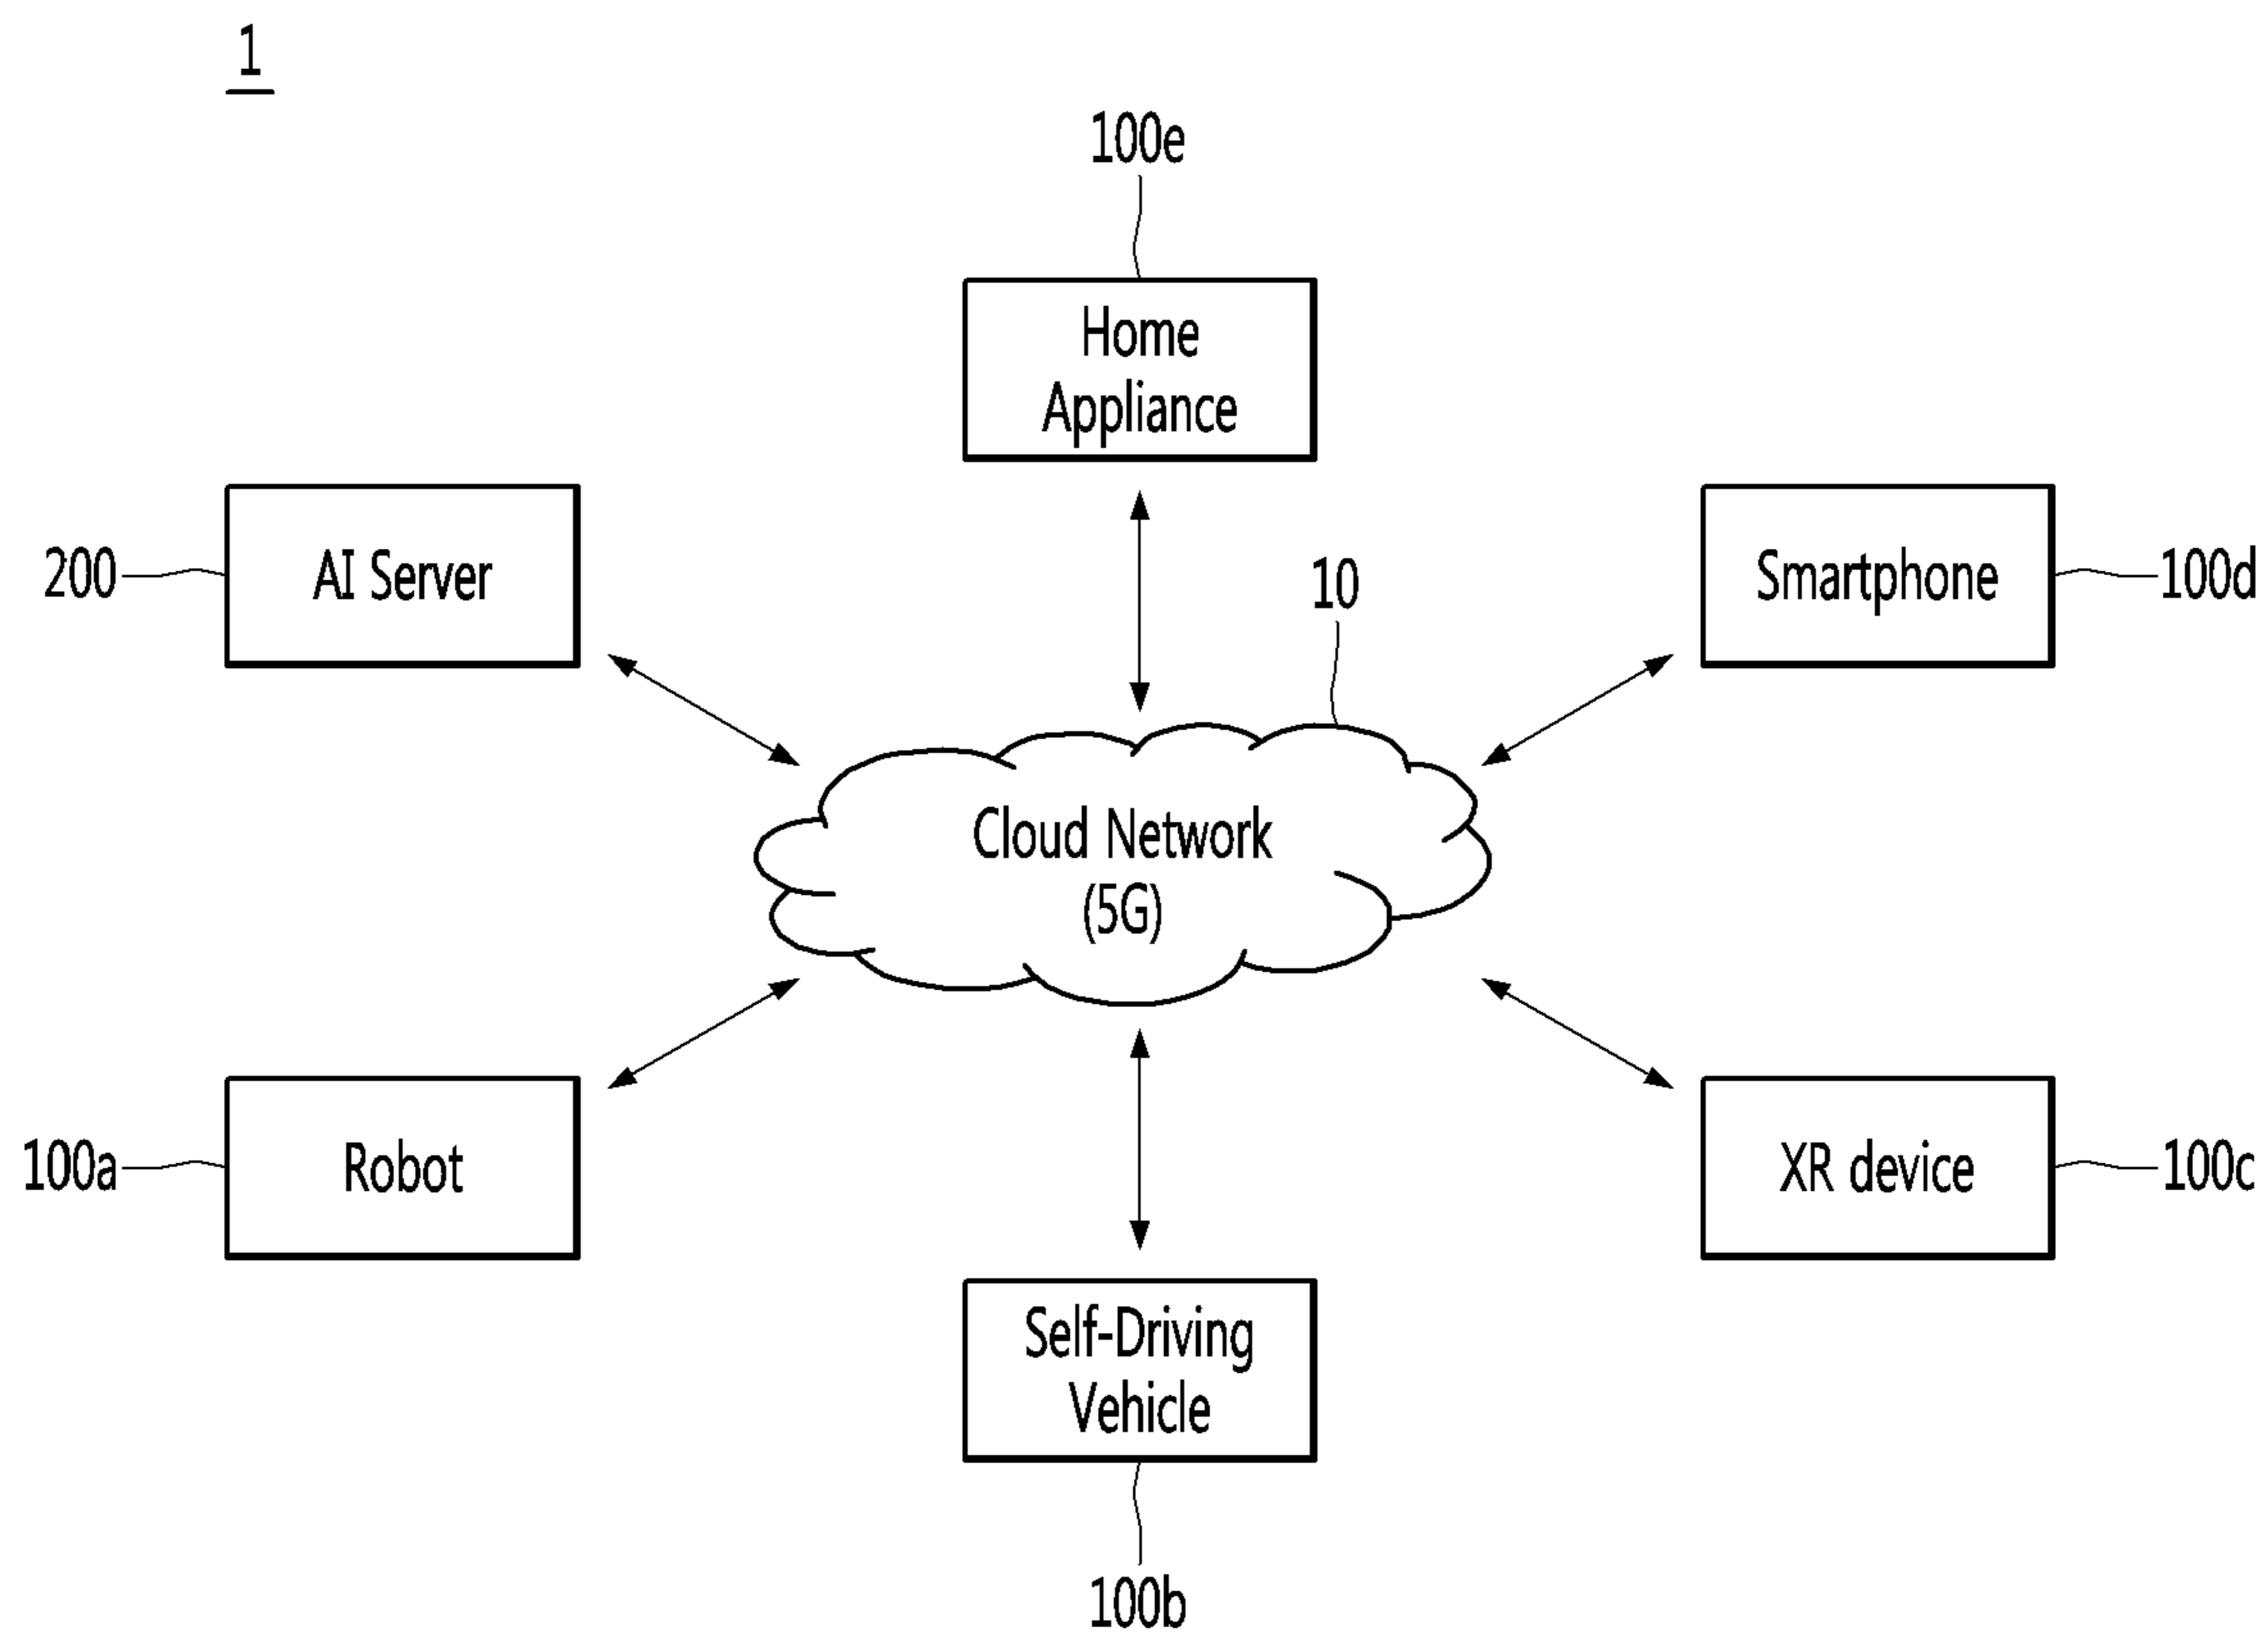 1
100e
Home
Appliance
200
AI Server
10
Smartphone
100d
Cloud Network
(5G)
100a
Robot
XR device
100c
Self-Driving
Vehicle
100b